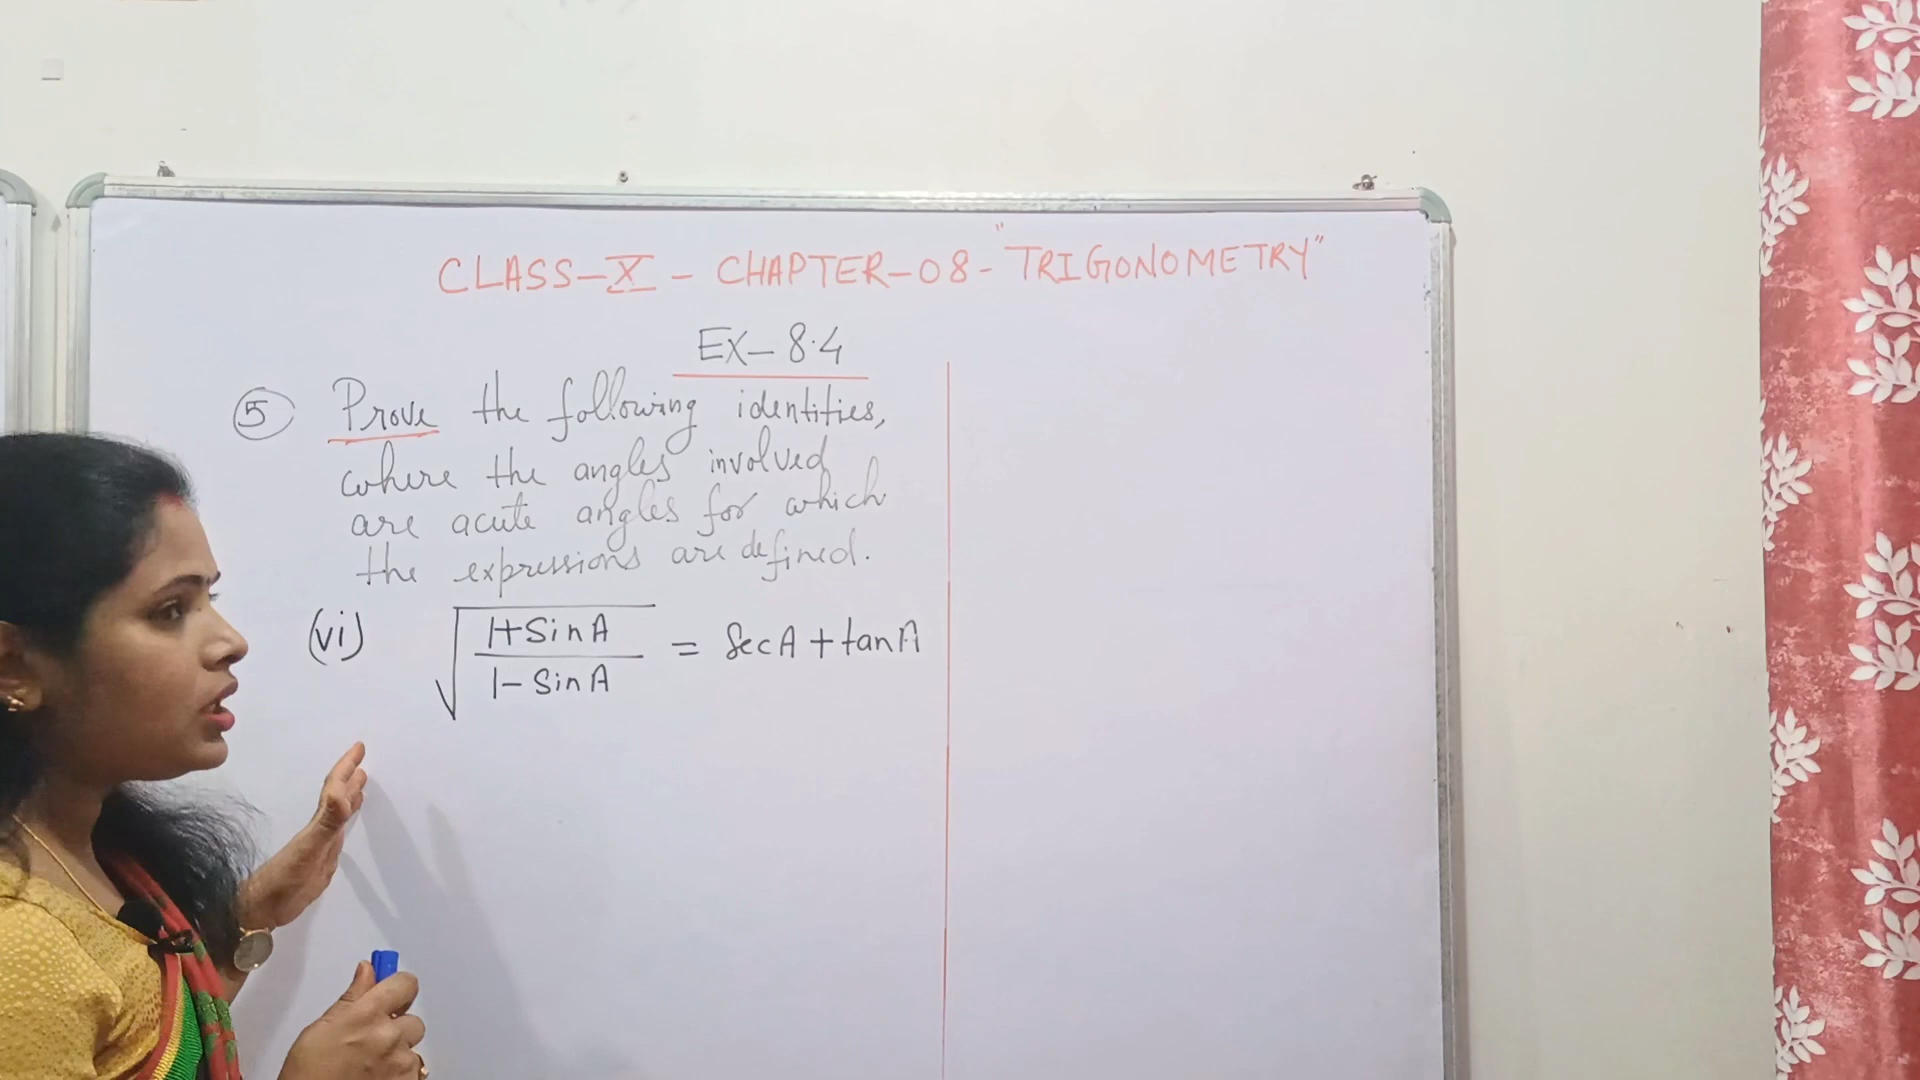 CLASS-X - CHAPTER-08- "TRIGONOMETRY"
EX-8.4
5 Prove the following identities,
where the angles involved
are acute angles for which
the expressions are defined.
(vi) √(1+SinA / 1-SinA) = SecA + tanA